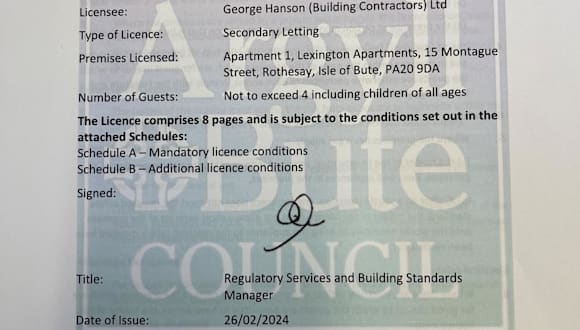 Licensee: George Hanson (Building Contractors) Ltd
Type of Licence: Secondary Letting
Premises Licensed: Apartment 1, Lexington Apartments, 15 Montague
Street, Rothesay, Isle of Bute, PA20 9DA
Number of Guests: Not to exceed 4 including children of all ages
The Licence comprises 8 pages and is subject to the conditions set out in the
attached Schedules:
Schedule A – Mandatory licence conditions
Schedule B – Additional licence conditions
Signed:
Title: Regulatory Services and Building Standards
Manager
Date of Issue: 26/02/2024
Argyll
Bute
COUNCIL